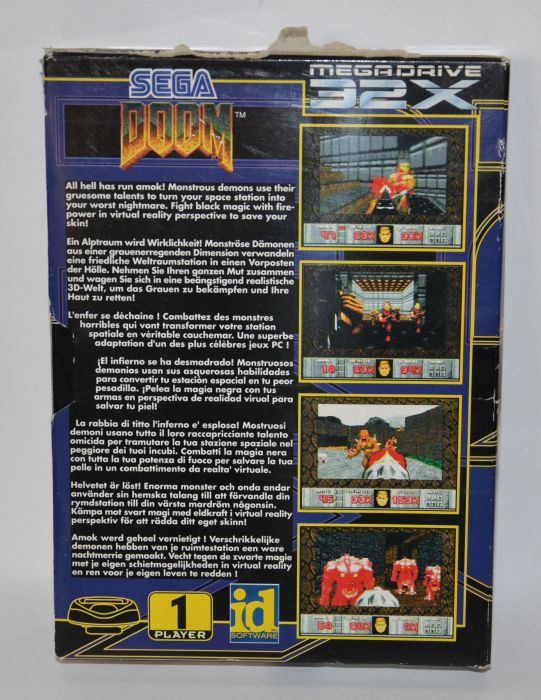 SEGA
DOOM™
MEGADRIVE
32X
All hell has run amok! Monstrous demons use their
gruesome talents to turn your space station into
your worst nightmare. Fight black magic with fire-
power in virtual reality perspective to save your
skin!
Ein Alptraum wird Wirklichkeit! Monströse Dämonen
aus einer grauenerregenden Dimension verwandeln
eine friedliche Weltraumstation in einen Vorposten
der Hölle. Nehmen Sie Ihren ganzen Mut zusammen
und wagen Sie sich in eine beängstigend realistische
3D-Welt, um das Grauen zu bekämpfen und Ihre
Haut zu retten!
L'enfer se déchaine ! Combattez des monstres
horribles qui vont transformer votre station
spatiale en véritable cauchemar. Une superbe
adaptation d'un des plus célèbres jeux PC !
¡El infierno se ha desmadrado! Monstruosos
demonios usan sus asquerosas habilidades
para convertir tu estación espacial en tu peor
pesadilla. ¡Pelea la magia negra con tus
armas en perspectiva de realidad virual para
salvar tu piel!
La rabbia di titto l'inferno e' esplosa! Mostruosi
demoni usano tutto il loro raccapricciante talento
omicida per tramutare la tua stazione spaziale nel
peggiore dei tuoi incubi. Combatti la magia nera
con tutta la tua potenza di fuoco per salvare la tua
pelle in un combattimento da realta' virtuale.
Helvetet är löst! Enorma monster och onda andar
använder sin hemska talang till att förvandla din
rymdstation till din värsta mardröm någonsin.
Kämpa mot svart magi med eldkraft i virtual reality
perspektiv för att rädda ditt eget skinn!
Amok werd geheel vernietigt ! Verschrikkelijke
demonen hebben van je ruimtestation een ware
nachtmerrie gemaakt. Vecht tegen de zwarte magie
met je eigen schietmogelijkheden in virtual reality
en ren voor je eigen leven te redden !
1
PLAYER
id
SOFTWARE